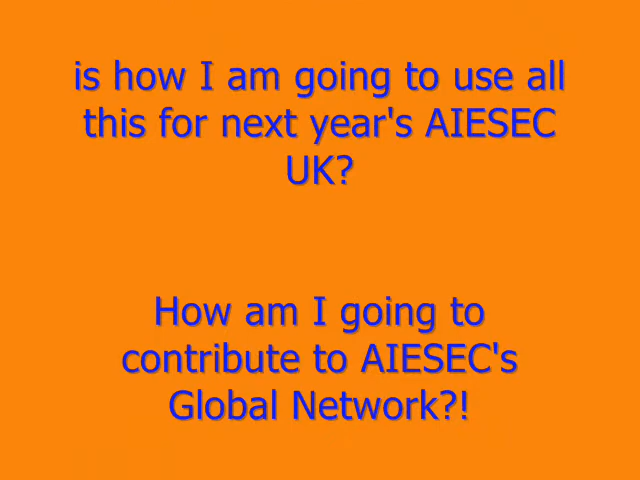 is how I am going to use all
this for next year's AIESEC
UK?
How am I going to
contribute to AIESEC's
Global Network?!